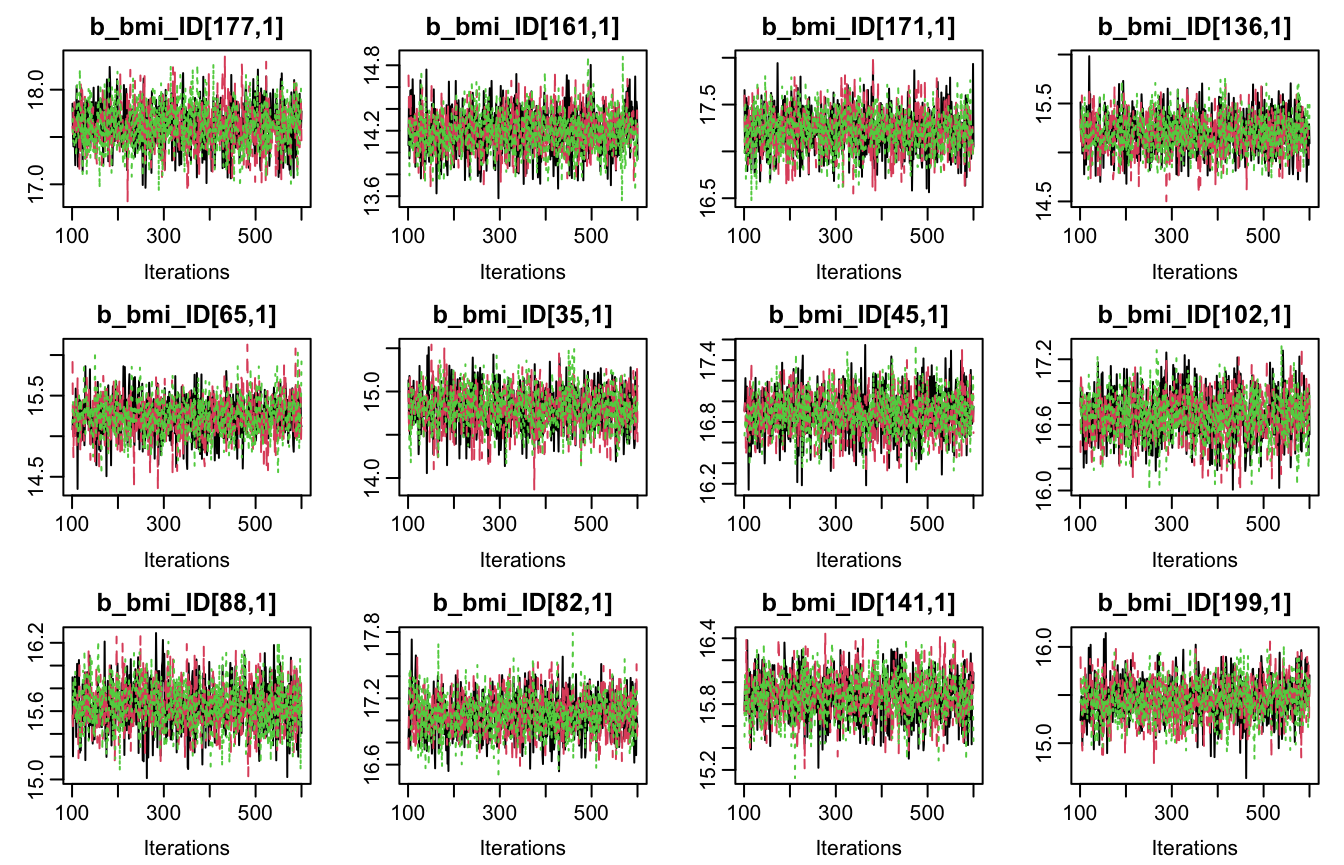 b_bmi_ID[177,1] b_bmi_ID[161,1] b_bmi_ID[171,1] b_bmi_ID[136,1]
17.0 18.0 13.6 14.2 14.8 16.5 17.5 14.5 15.5
100 300 500 100 300 500 100 300 500 100 300 500
Iterations Iterations Iterations Iterations
b_bmi_ID[65,1] b_bmi_ID[35,1] b_bmi_ID[45,1] b_bmi_ID[102,1]
14.5 15.5 14.0 15.0 16.2 16.8 17.4 16.0 16.6 17.2
100 300 500 100 300 500 100 300 500 100 300 500
Iterations Iterations Iterations Iterations
b_bmi_ID[88,1] b_bmi_ID[82,1] b_bmi_ID[141,1] b_bmi_ID[199,1]
15.0 15.6 16.2 16.6 17.2 17.8 15.2 15.8 16.4 15.0 16.0
100 300 500 100 300 500 100 300 500 100 300 500
Iterations Iterations Iterations Iterations